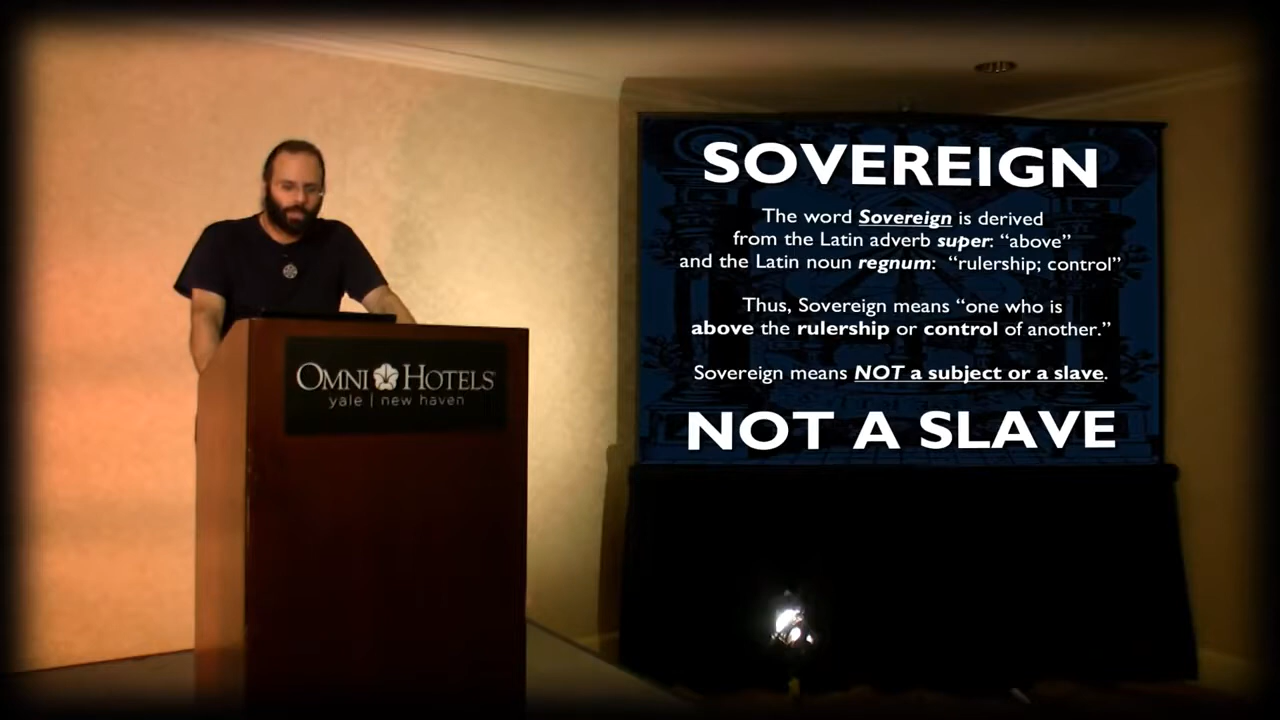 SOVEREIGN
The word Sovereign is derived
from the Latin adverb super: “above”
and the Latin noun regnum: “rulership; control”
Thus, Sovereign means “one who is
above the rulership or control of another.”
Sovereign means NOT a subject or a slave.
NOT A SLAVE
OMNI HOTELS
yale | new haven